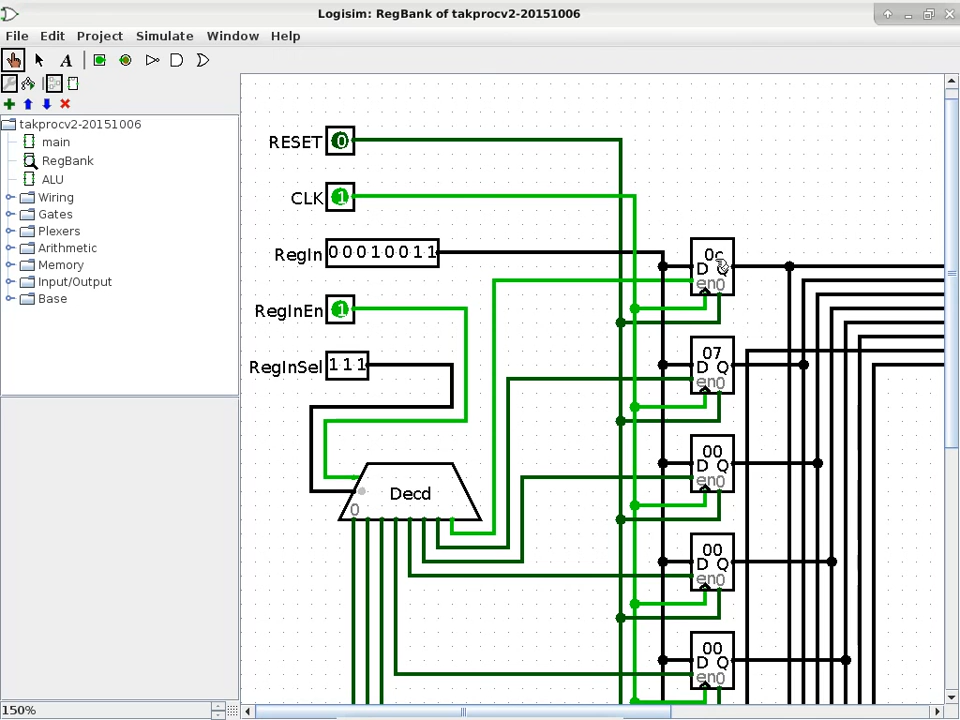 Logisim: RegBank of takprocv2-20151006
File Edit Project Simulate Window Help
A
takprocv2-20151006
main
RegBank
ALU
Wiring
Gates
Plexers
Arithmetic
Memory
Input/Output
Base
150%
RESET 0
CLK 1
RegIn 00010011
RegInEn 1
RegInSel 111
Decd
0
D Q
en0
07
D Q
en0
00
D Q
en0
00
D Q
en0
00
D Q
en0